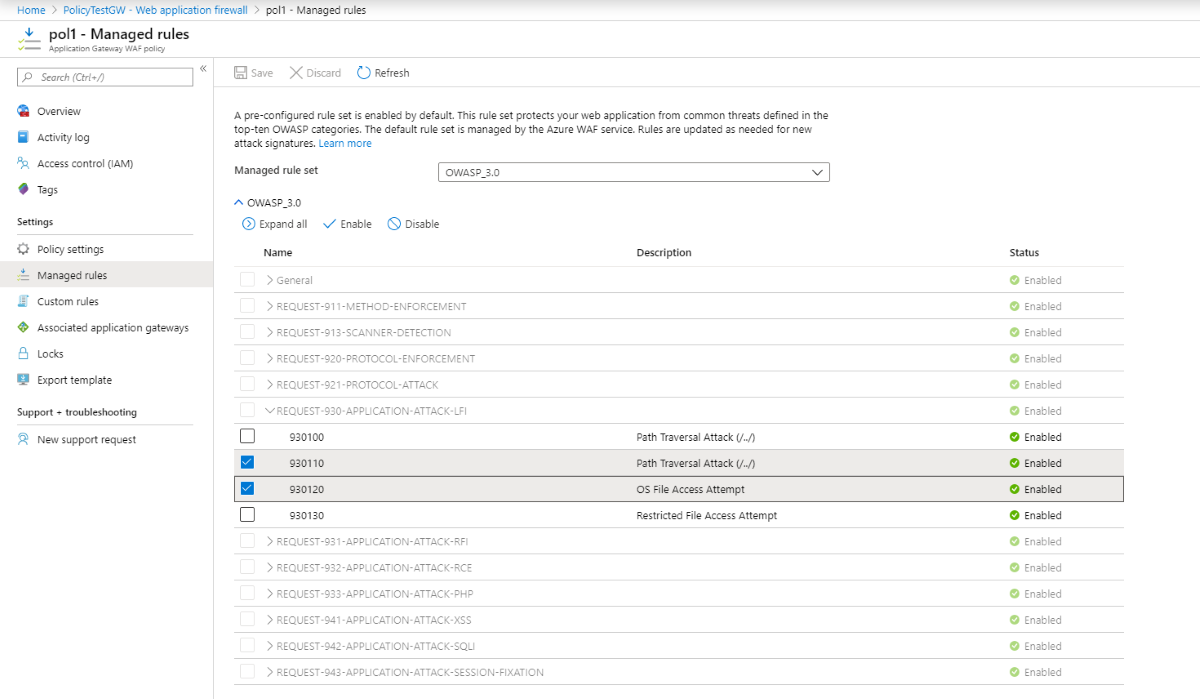 Home > PolicyTestGW - Web application firewall > pol1 - Managed rules
pol1 - Managed rules
Application Gateway WAF policy
Search (Ctrl+/)
«
Overview
Activity log
Access control (IAM)
Tags
Settings
Policy settings
Managed rules
Custom rules
Associated application gateways
Locks
Export template
Support + troubleshooting
New support request
Save Discard Refresh
A pre-configured rule set is enabled by default. This rule set protects your web application from common threats defined in the
top-ten OWASP categories. The default rule set is managed by the Azure WAF service. Rules are updated as needed for new
attack signatures. Learn more
Managed rule set OWASP_3.0
OWASP_3.0
Expand all Enable Disable
Name Description Status
General Enabled
REQUEST-911-METHOD-ENFORCEMENT Enabled
REQUEST-913-SCANNER-DETECTION Enabled
REQUEST-920-PROTOCOL-ENFORCEMENT Enabled
REQUEST-921-PROTOCOL-ATTACK Enabled
REQUEST-930-APPLICATION-ATTACK-LFI Enabled
930100 Path Traversal Attack (/../) Enabled
930110 Path Traversal Attack (/../) Enabled
930120 OS File Access Attempt Enabled
930130 Restricted File Access Attempt Enabled
REQUEST-931-APPLICATION-ATTACK-RFI Enabled
REQUEST-932-APPLICATION-ATTACK-RCE Enabled
REQUEST-933-APPLICATION-ATTACK-PHP Enabled
REQUEST-941-APPLICATION-ATTACK-XSS Enabled
REQUEST-942-APPLICATION-ATTACK-SQLI Enabled
REQUEST-943-APPLICATION-ATTACK-SESSION-FIXATION Enabled